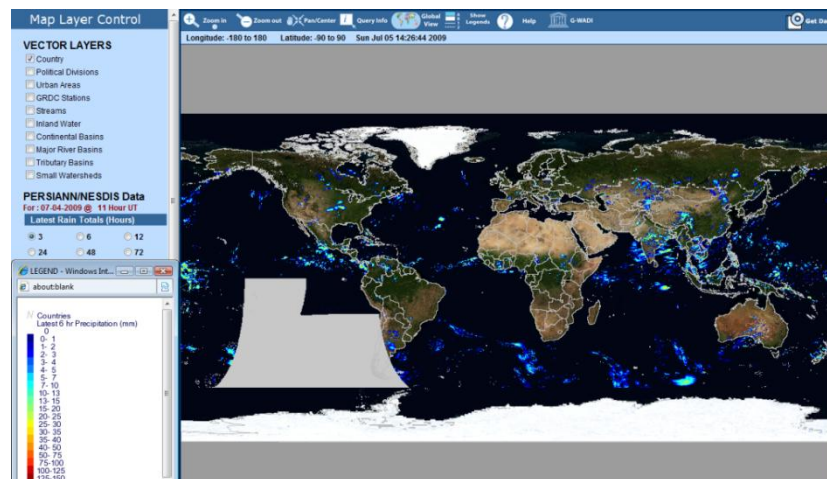 Map Layer Control
Zoom in Zoom out Pan/Center Query Info Global View Show Legends Help G-WADI Get Da
Longitude: -180 to 180 Latitude: -90 to 90 Sun Jul 05 14:26:44 2009
VECTOR LAYERS
Country
Political Divisions
Urban Areas
GRDC Stations
Streams
Inland Water
Continental Basins
Major River Basins
Tributary Basins
Small Watersheds
PERSIANN/NESDIS Data
For : 07-04-2009 @ 11 Hour UT
Latest Rain Totals (Hours)
3 6 12
24 48 72
LEGEND - Windows Int...
about:blank
Countries
Latest 6 hr Precipitation (mm)
0
0- 1
1- 2
2- 3
3- 4
4- 5
5- 7
7- 10
10- 13
13- 15
15- 20
20- 25
25- 30
30- 35
35- 40
40- 50
50- 75
75-100
100-125
125-150